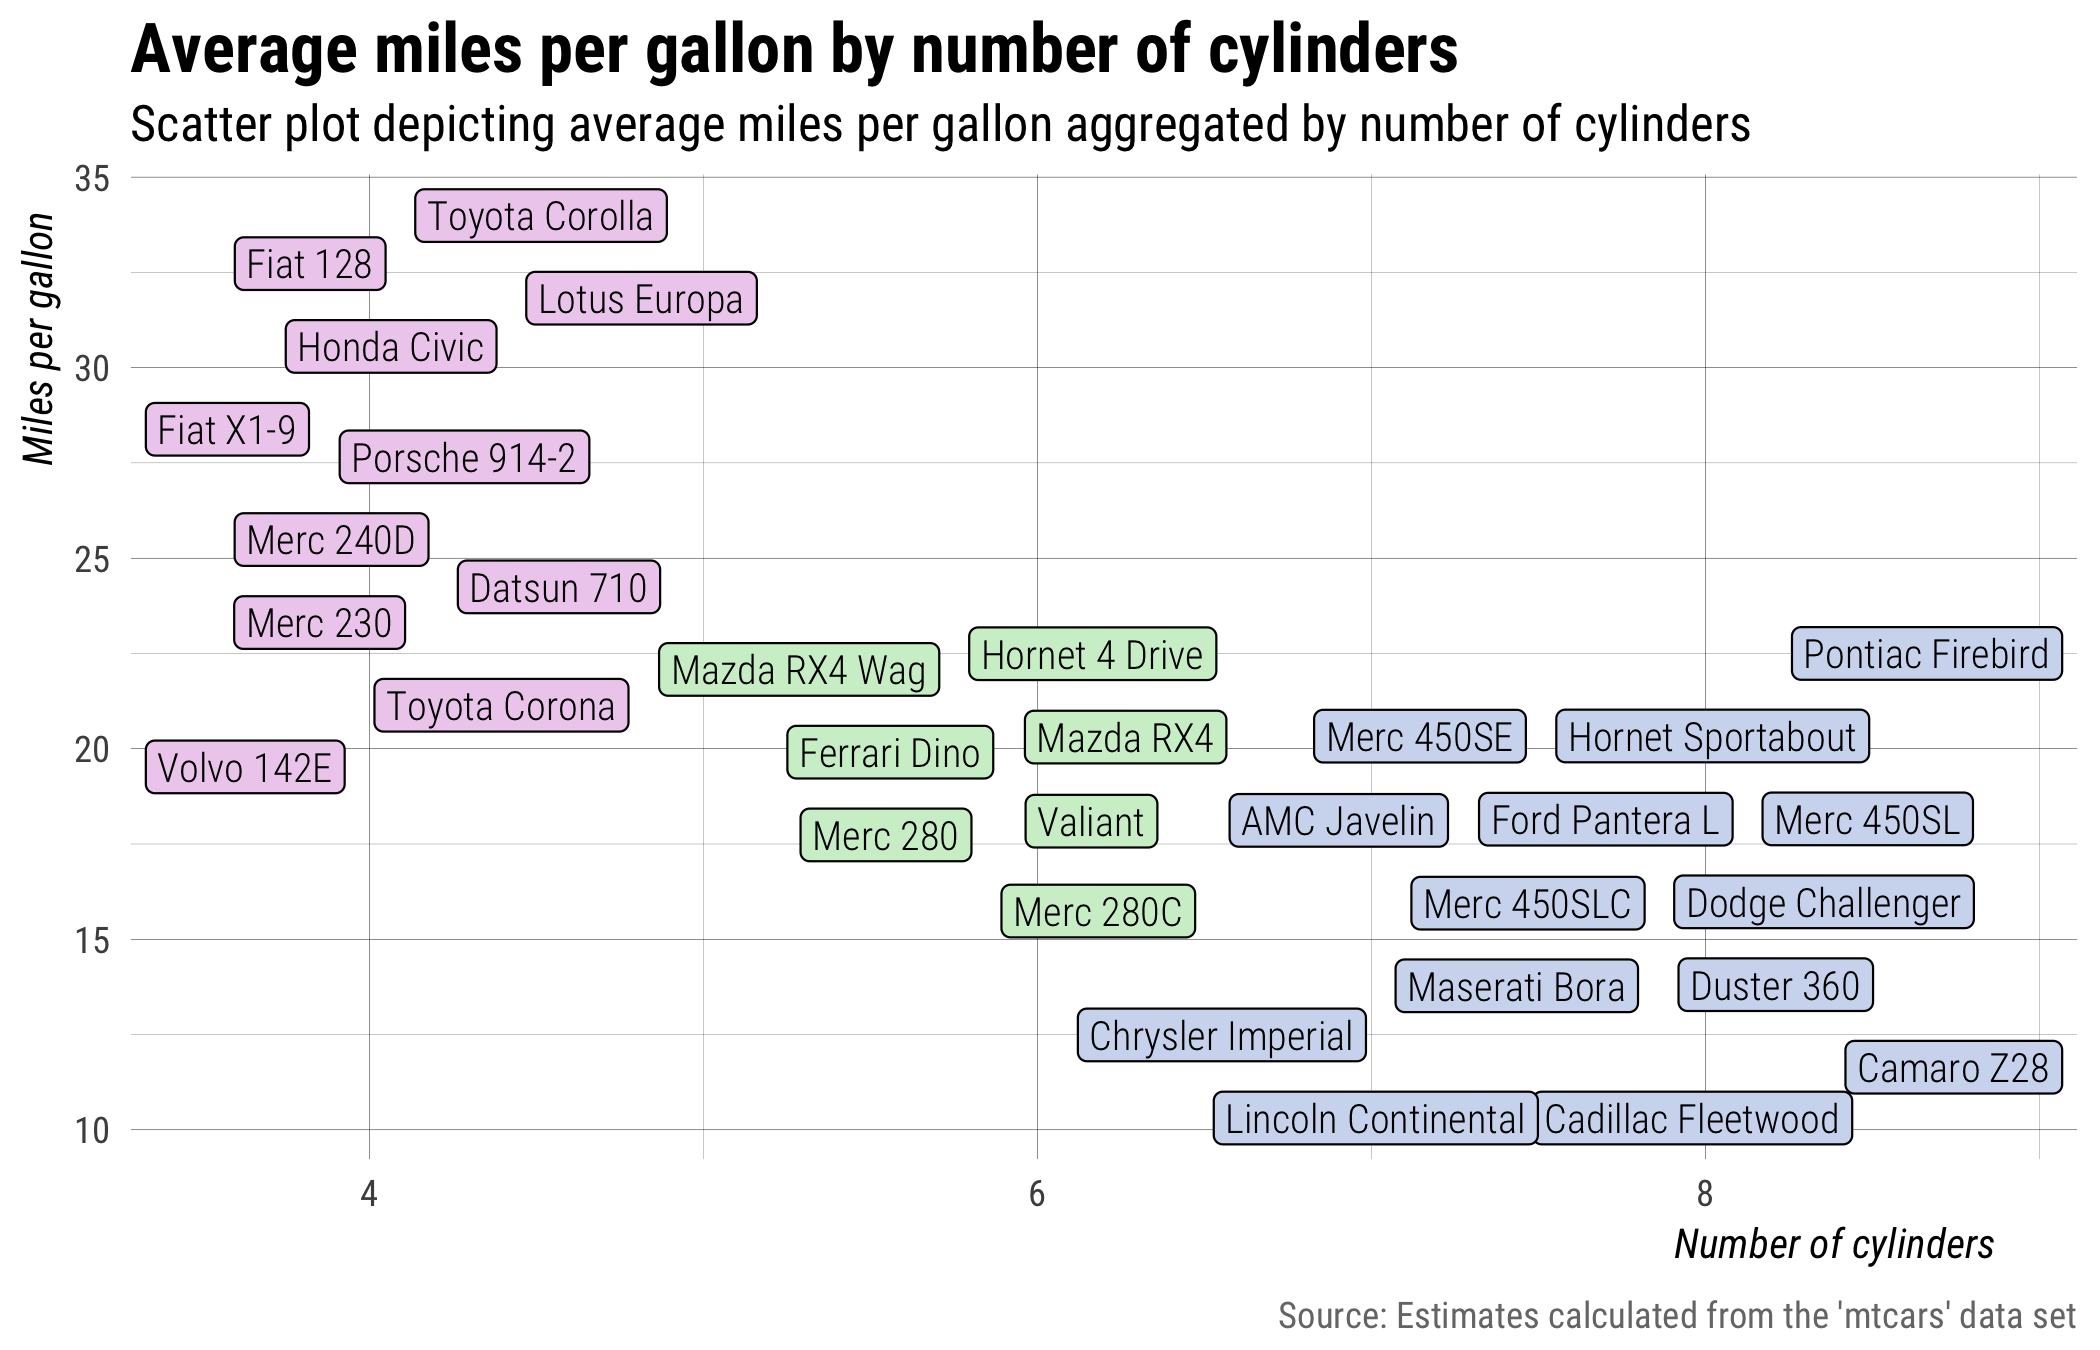 Average miles per gallon by number of cylinders
Scatter plot depicting average miles per gallon aggregated by number of cylinders
Miles per gallon
35
30
25
20
15
10
Toyota Corolla
Fiat 128
Lotus Europa
Honda Civic
Fiat X1-9
Porsche 914-2
Merc 240D
Datsun 710
Merc 230
Mazda RX4 Wag
Hornet 4 Drive
Pontiac Firebird
Toyota Corona
Volvo 142E
Ferrari Dino
Mazda RX4
Merc 450SE
Hornet Sportabout
Merc 280
Valiant
AMC Javelin
Ford Pantera L
Merc 450SL
Merc 280C
Merc 450SLC
Dodge Challenger
Maserati Bora
Duster 360
Chrysler Imperial
Camaro Z28
Lincoln Continental
Cadillac Fleetwood
4
6
8
Number of cylinders
Source: Estimates calculated from the 'mtcars' data set